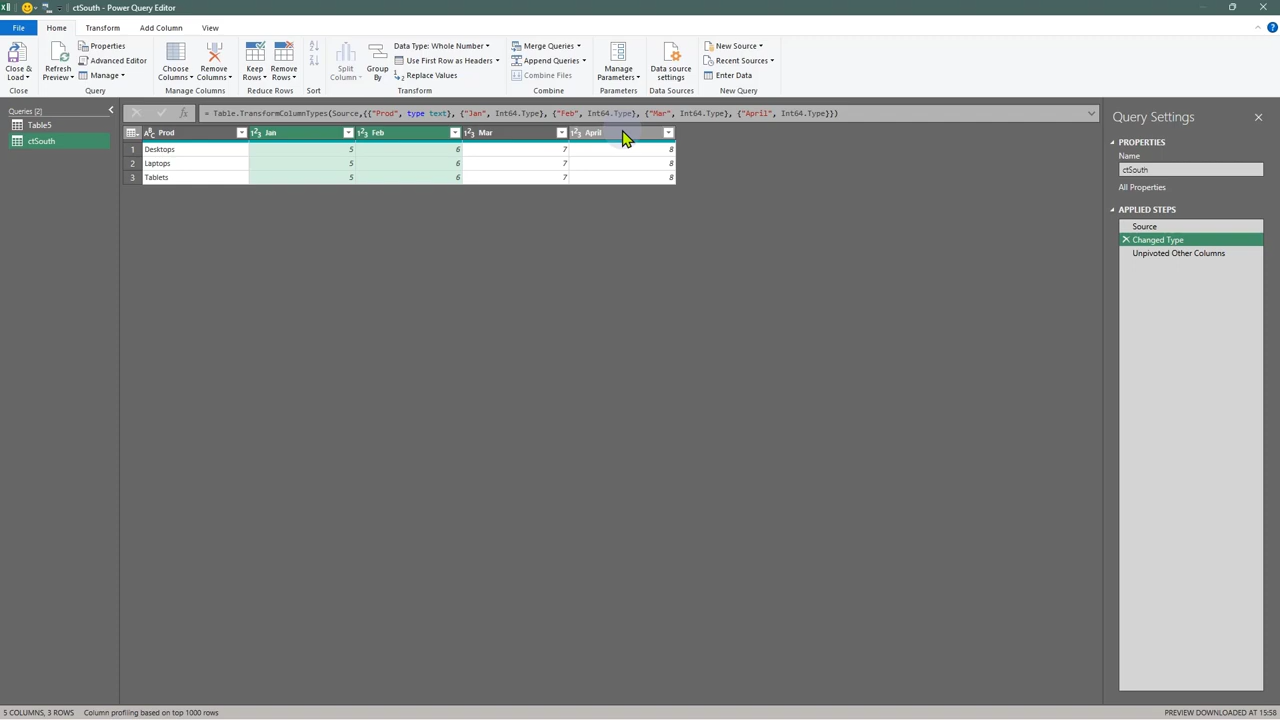 ctSouth - Power Query Editor
File Home Transform Add Column View
Close & Load
Refresh Preview
Properties
Advanced Editor
Manage
Choose Columns
Remove Columns
Keep Rows
Remove Rows
Split Column
Group By
Data Type: Whole Number
Use First Row as Headers
Replace Values
Merge Queries
Append Queries
Combine Files
Manage Parameters
Data source settings
New Source
Recent Sources
Enter Data
Close Query Manage Columns Reduce Rows Sort Transform Combine Parameters Data Sources New Query
Queries [2]
Table5
ctSouth
= Table.TransformColumnTypes(Source,{{"Prod", type text}, {"Jan", Int64.Type}, {"Feb", Int64.Type}, {"Mar", Int64.Type}, {"April", Int64.Type}})
Prod Jan Feb Mar April
1 Desktops 5 6 7 8
2 Laptops 5 6 7 8
3 Tablets 5 6 7 8
Query Settings
PROPERTIES
Name
ctSouth
All Properties
APPLIED STEPS
Source
Changed Type
Unpivoted Other Columns
5 COLUMNS, 3 ROWS Column profiling based on top 1000 rows PREVIEW DOWNLOADED AT 15:58